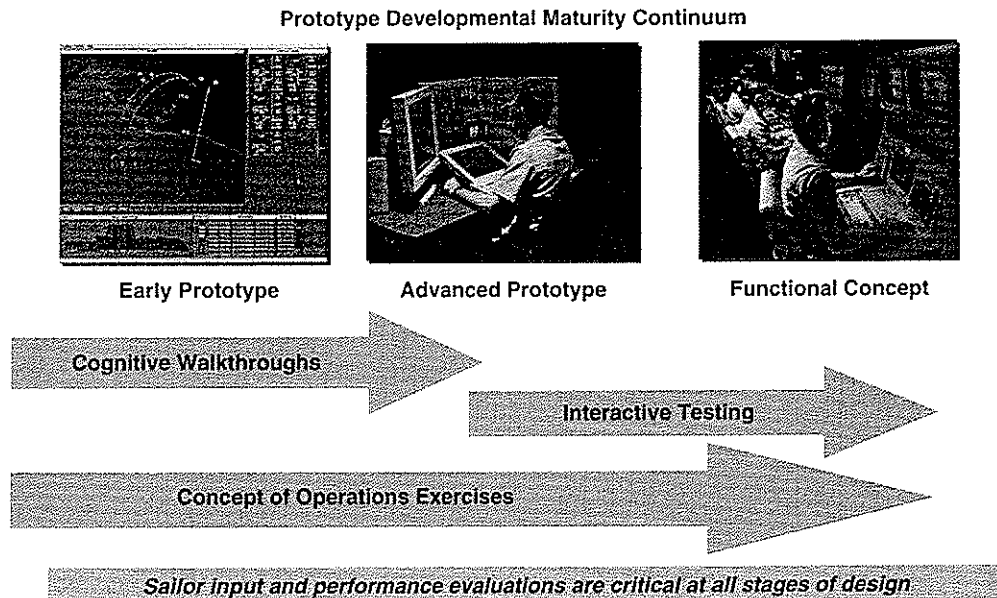 Prototype Developmental Maturity Continuum
Early Prototype
Advanced Prototype
Functional Concept
Cognitive Walkthroughs
Interactive Testing
Concept of Operations Exercises
Sailor input and performance evaluations are critical at all stages of design